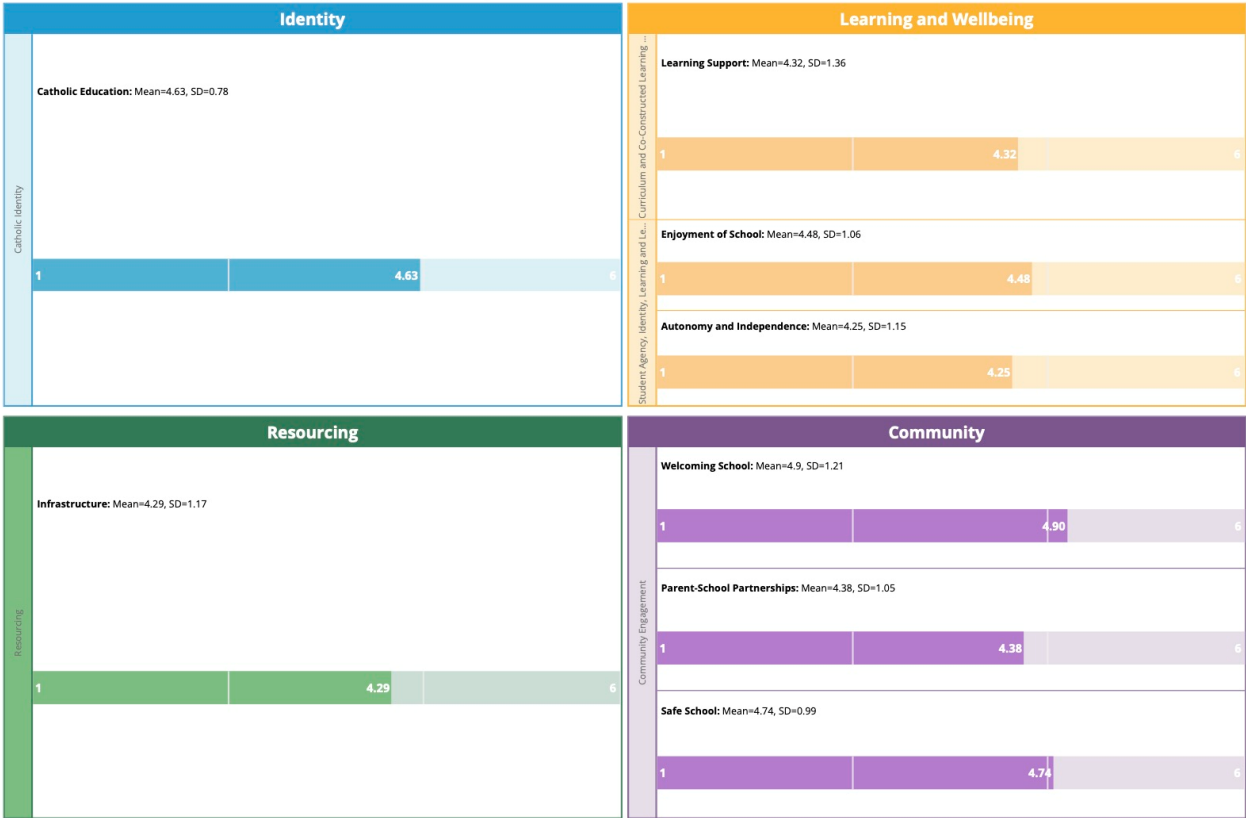 Identity
Catholic Identity
Catholic Education: Mean=4.63, SD=0.78
1 4.63 6
Learning and Wellbeing
Curriculum and Co-Constructed Learning ...
Learning Support: Mean=4.32, SD=1.36
1 4.32 6
Student Agency, Identity, Learning and Le...
Enjoyment of School: Mean=4.48, SD=1.06
1 4.48 6
Autonomy and Independence: Mean=4.25, SD=1.15
1 4.25 6
Resourcing
Resourcing
Infrastructure: Mean=4.29, SD=1.17
1 4.29 6
Community
Community Engagement
Welcoming School: Mean=4.9, SD=1.21
1 4.90 6
Parent-School Partnerships: Mean=4.38, SD=1.05
1 4.38 6
Safe School: Mean=4.74, SD=0.99
1 4.74 6